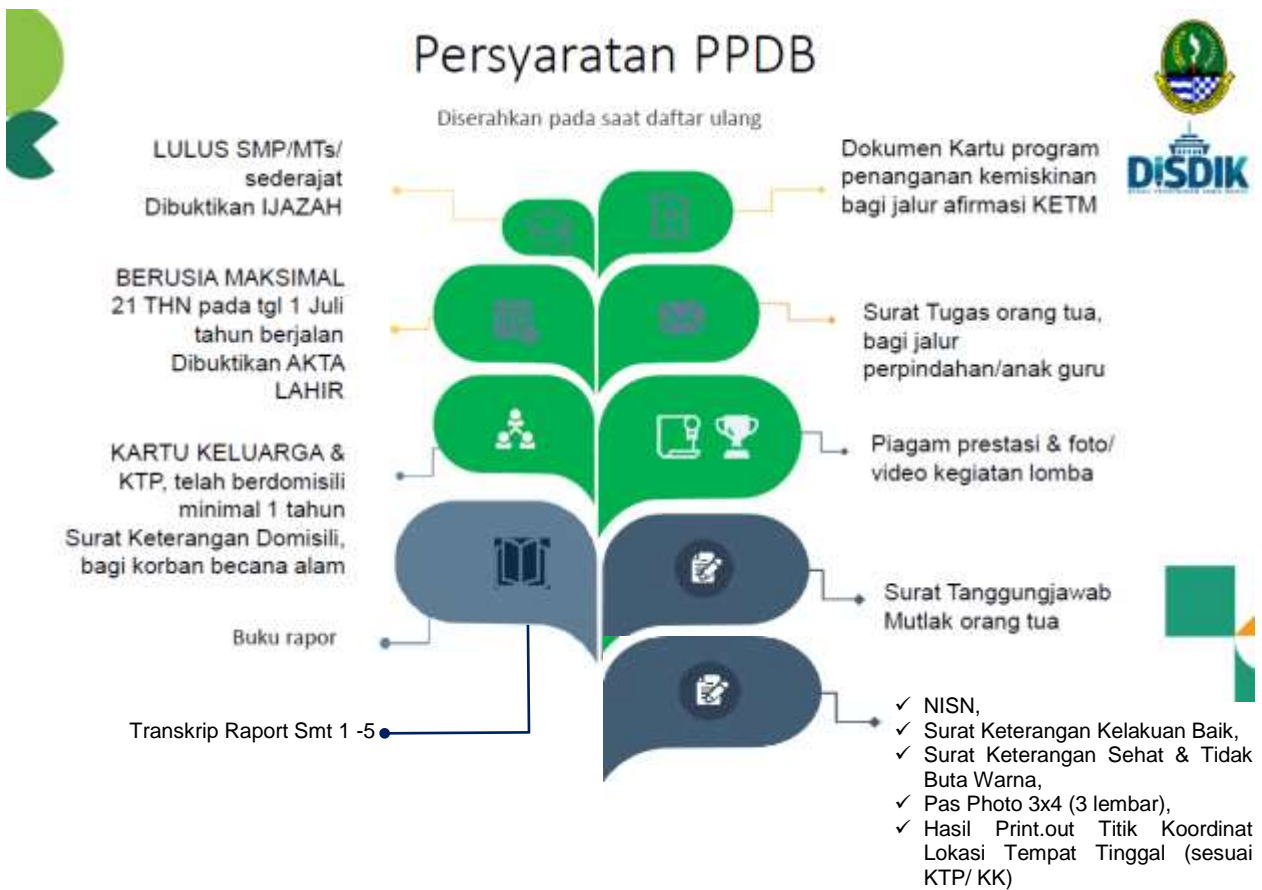 Persyaratan PPDB
Diserahkan pada saat daftar ulang
LULUS SMP/MTs/
sederajat
Dibuktikan IJAZAH
BERUSIA MAKSIMAL
21 THN pada tgl 1 Juli
tahun berjalan
Dibuktikan AKTA
LAHIR
KARTU KELUARGA &
KTP, telah berdomisili
minimal 1 tahun
Surat Keterangan Domisili,
bagi korban becana alam
Buku rapor
Transkrip Raport Smt 1 -5
Dokumen Kartu program
penanganan kemiskinan
bagi jalur afirmasi KETM
Surat Tugas orang tua,
bagi jalur
perpindahan/anak guru
Piagam prestasi & foto/
video kegiatan lomba
Surat Tanggungjawab
Mutlak orang tua
✓ NISN,
✓ Surat Keterangan Kelakuan Baik,
✓ Surat Keterangan Sehat & Tidak
Buta Warna,
✓ Pas Photo 3x4 (3 lembar),
✓ Hasil Print.out Titik Koordinat
Lokasi Tempat Tinggal (sesuai
KTP/ KK)
DISDIK